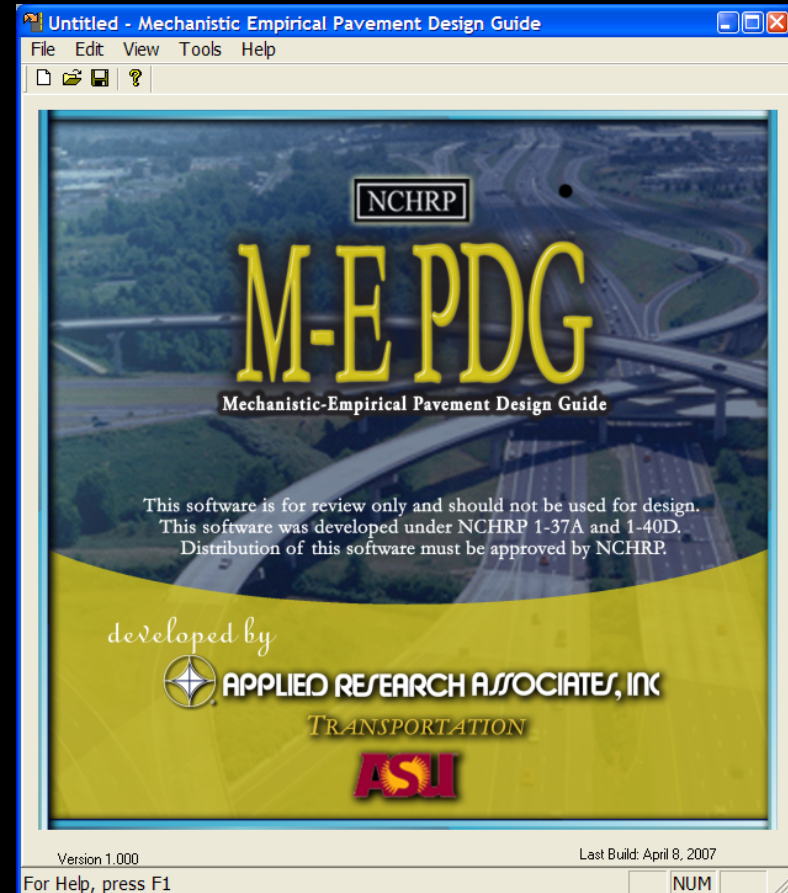 Untitled - Mechanistic Empirical Pavement Design Guide
File Edit View Tools Help
NCHRP
M-E PDG
Mechanistic-Empirical Pavement Design Guide
This software is for review only and should not be used for design.
This software was developed under NCHRP 1-37A and 1-40D.
Distribution of this software must be approved by NCHRP.
developed by
APPLIED RESEARCH ASSOCIATES, INC
TRANSPORTATION
ASU
Version 1.000
Last Build: April 8, 2007
For Help, press F1
NUM